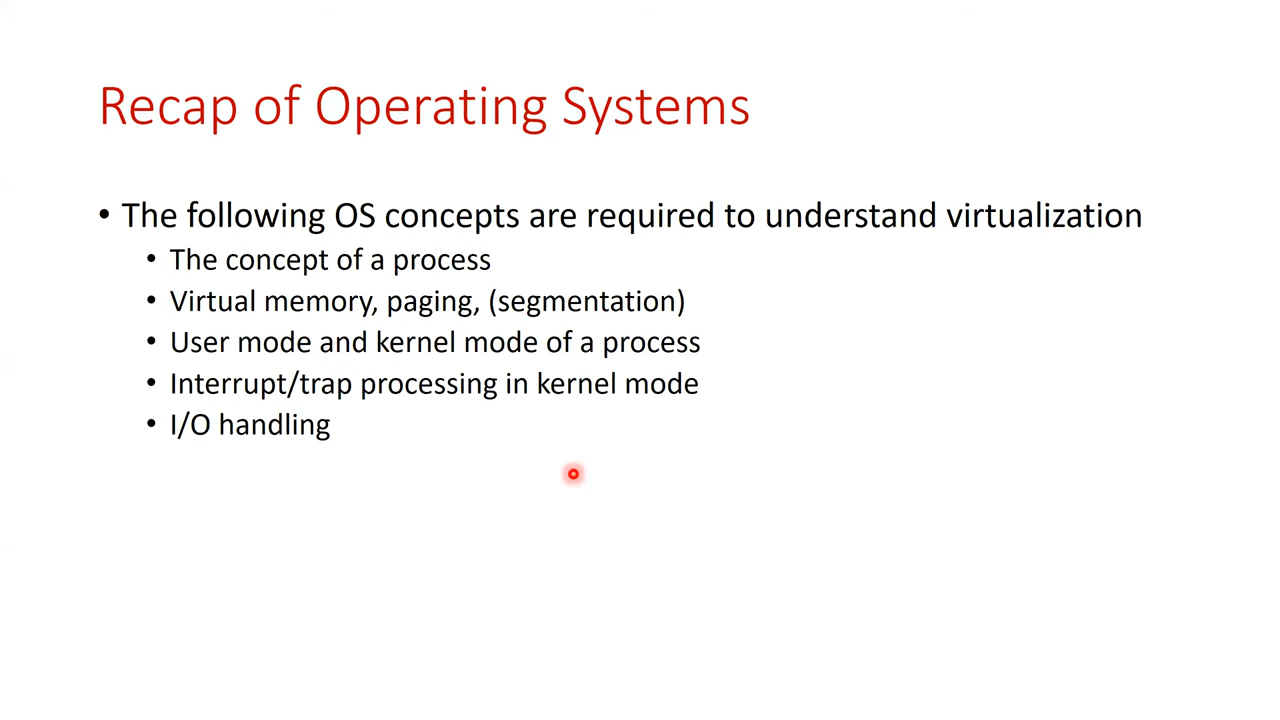 Recap of Operating Systems
• The following OS concepts are required to understand virtualization
• The concept of a process
• Virtual memory, paging, (segmentation)
• User mode and kernel mode of a process
• Interrupt/trap processing in kernel mode
• I/O handling